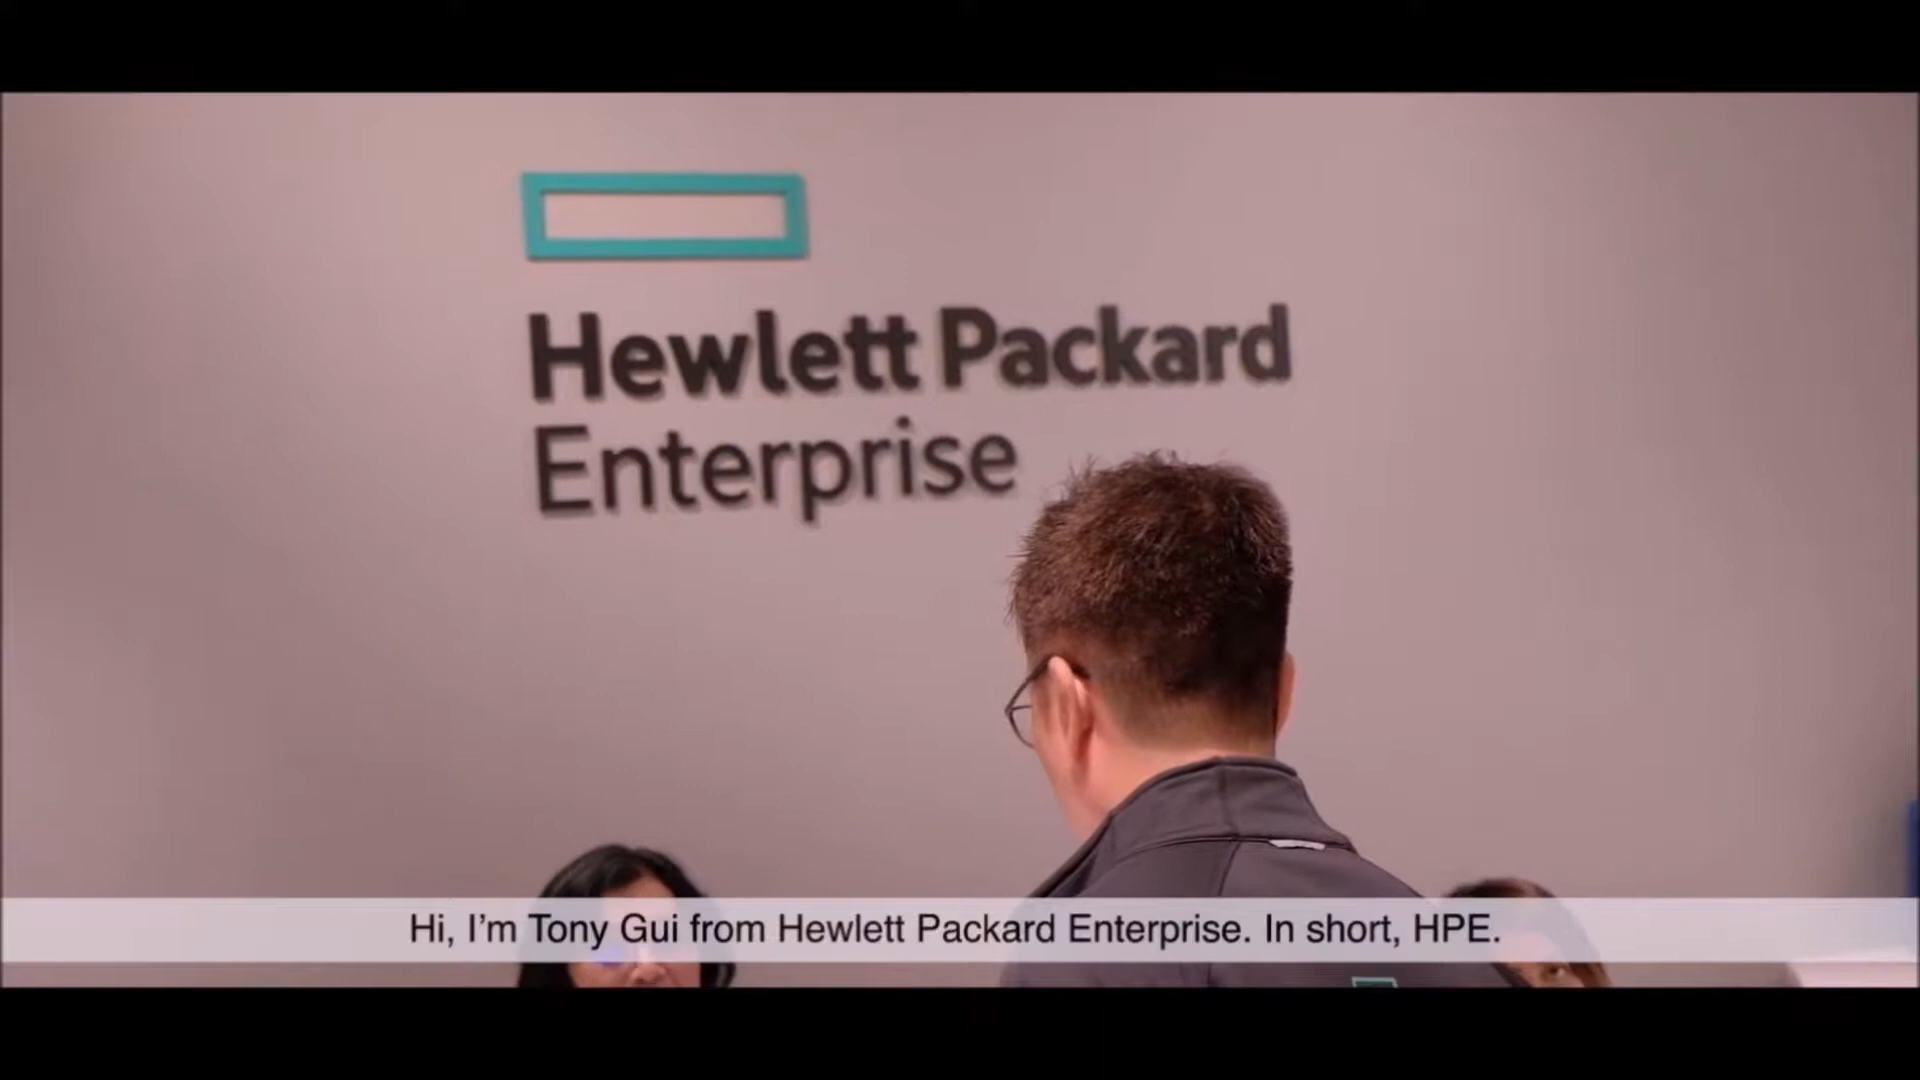 Hewlett Packard
Enterprise
Hi, I’m Tony Gui from Hewlett Packard Enterprise. In short, HPE.